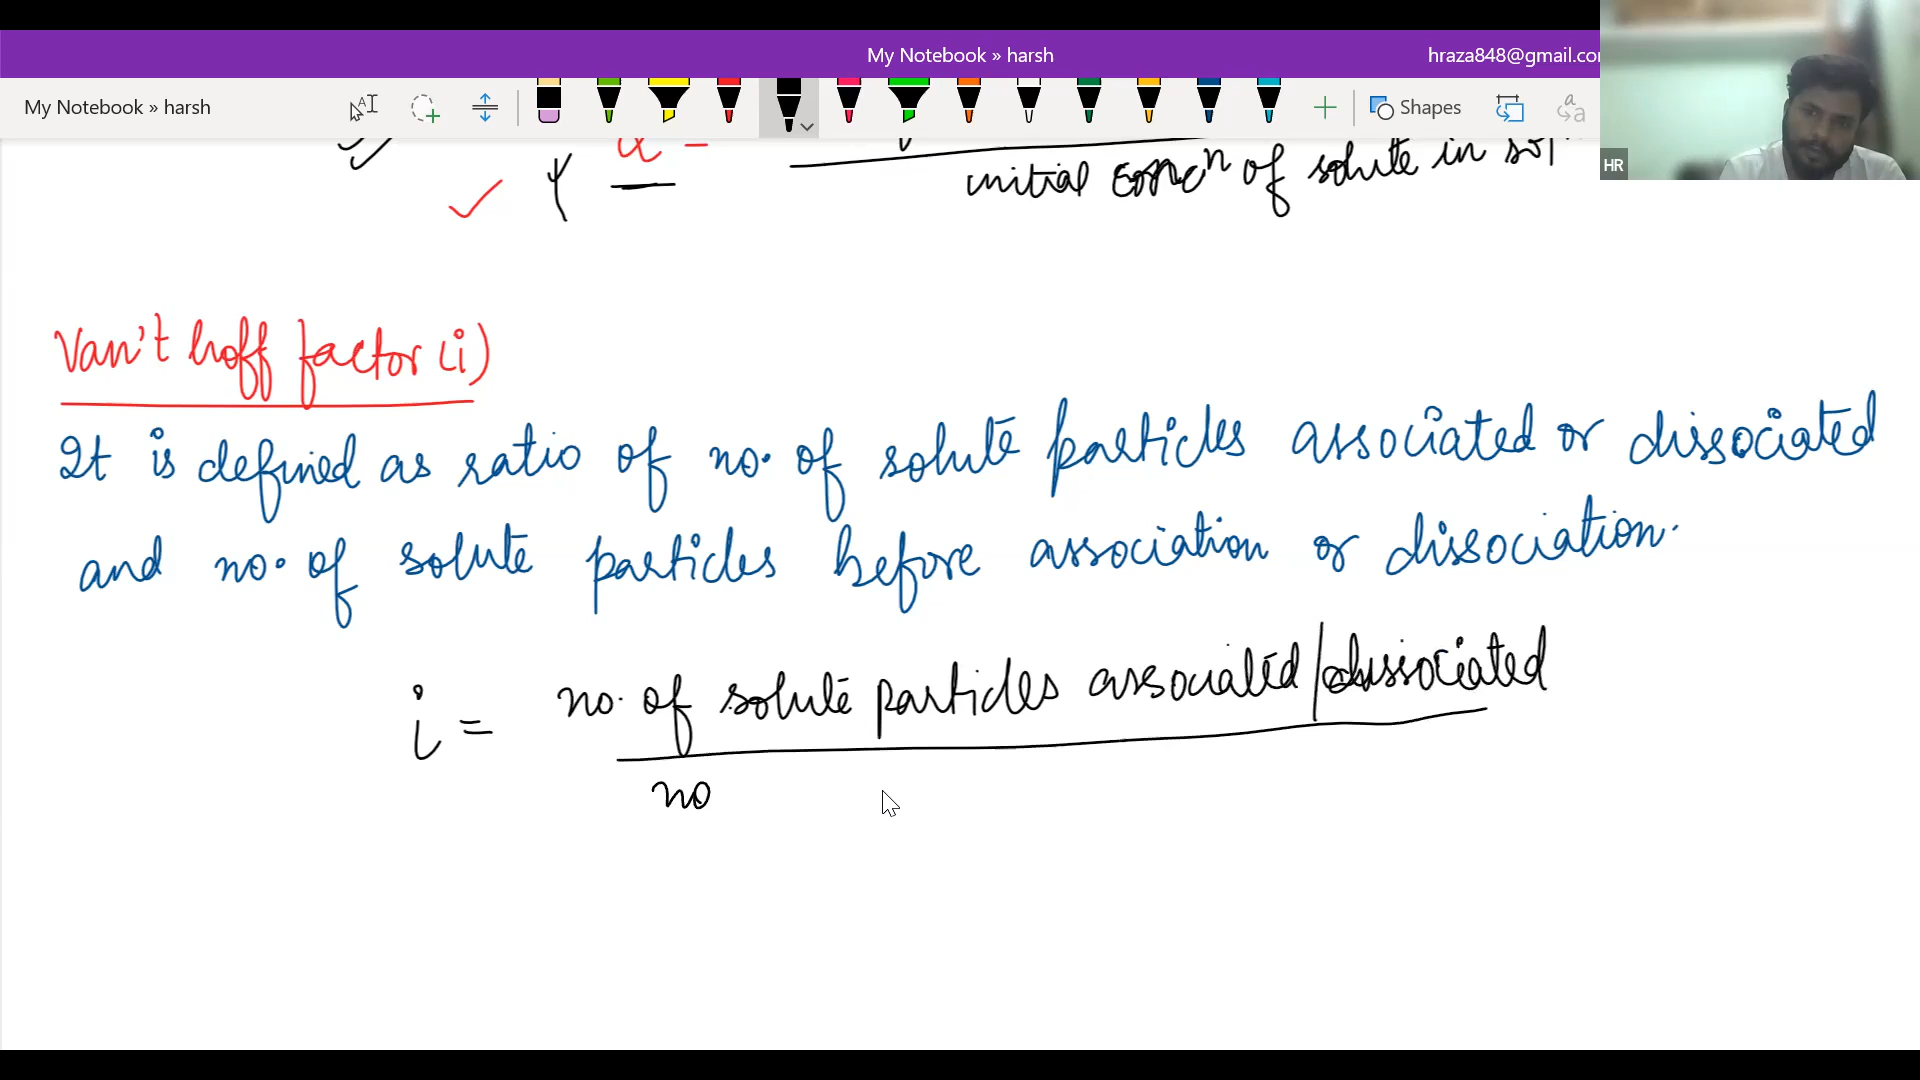 My Notebook » harsh
hraza848@gmail.co
My Notebook » harsh
Shapes
HR
α =
initial concⁿ of solute in solⁿ
Van't hoff factor (i)
It is defined as ratio of no. of solute particles associated or dissociated
and no. of solute particles before association or dissociation.
i = no. of solute particles associated/dissociated
no